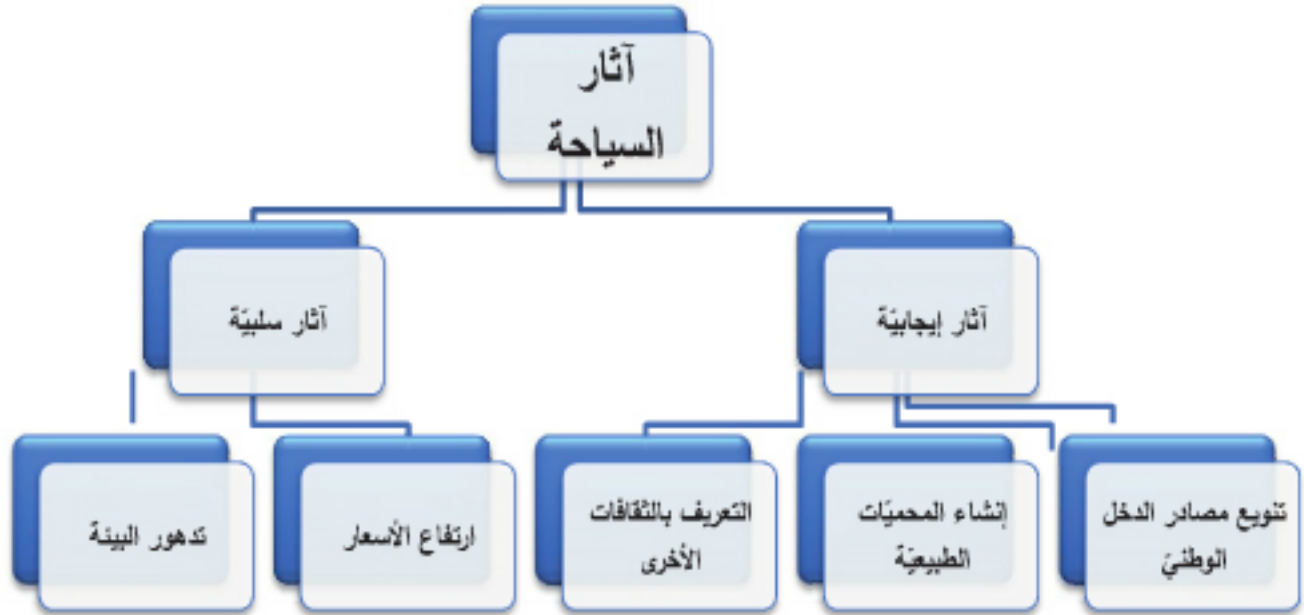 آثار
السياحة
آثار إيجابيّة
آثار سلبيّة
تنويع مصادر الدخل
الوطنيّ
إنشاء المحميّات
الطبيعيّة
التعريف بالثقافات
الأخرى
ارتفاع الأسعار
تدهور البيئة